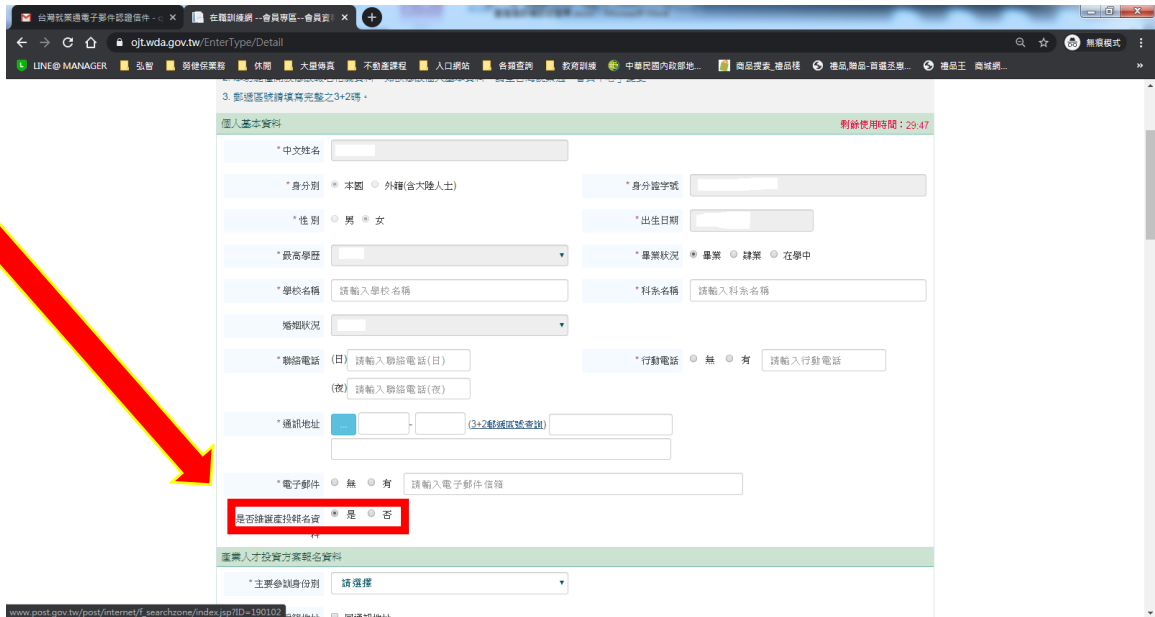 台灣就業通電子郵件認證信件 - G
在職訓練網 --會員專區--會員資
ojt.wda.gov.tw/EnterType/Detail
無痕模式
LINE@ MANAGER 弘智 勞健保業務 休閒 大量傳真 不動產課程 人口網站 各類查詢 教育訓練 中華民國內政部地... 商品搜索_禮品棧 禮品,贈品-首選丞惠... 禮品王 商城網... »
3. 郵遞區號請填寫完整之3+2碼。
個人基本資料 剩餘使用時間：29:47
*中文姓名
*身分別 本國 外籍(含大陸人士) *身分證字號
*性別 男 女 *出生日期
*最高學歷 *畢業狀況 畢業 肄業 在學中
*學校名稱 請輸入學校名稱 *科系名稱 請輸入科系名稱
婚姻狀況
*聯絡電話 (日) 請輸入聯絡電話(日) *行動電話 無 有 請輸入行動電話
(夜) 請輸入聯絡電話(夜)
*通訊地址 ... - (3+2郵遞區號查詢)
*電子郵件 無 有 請輸入電子郵件信箱
是否維護產投報名資料 是 否
產業人才投資方案報名資料
*主要參訓身份別 請選擇
同通訊地址
www.post.gov.tw/post/internet/f_searchzone/index.jsp?ID=190102